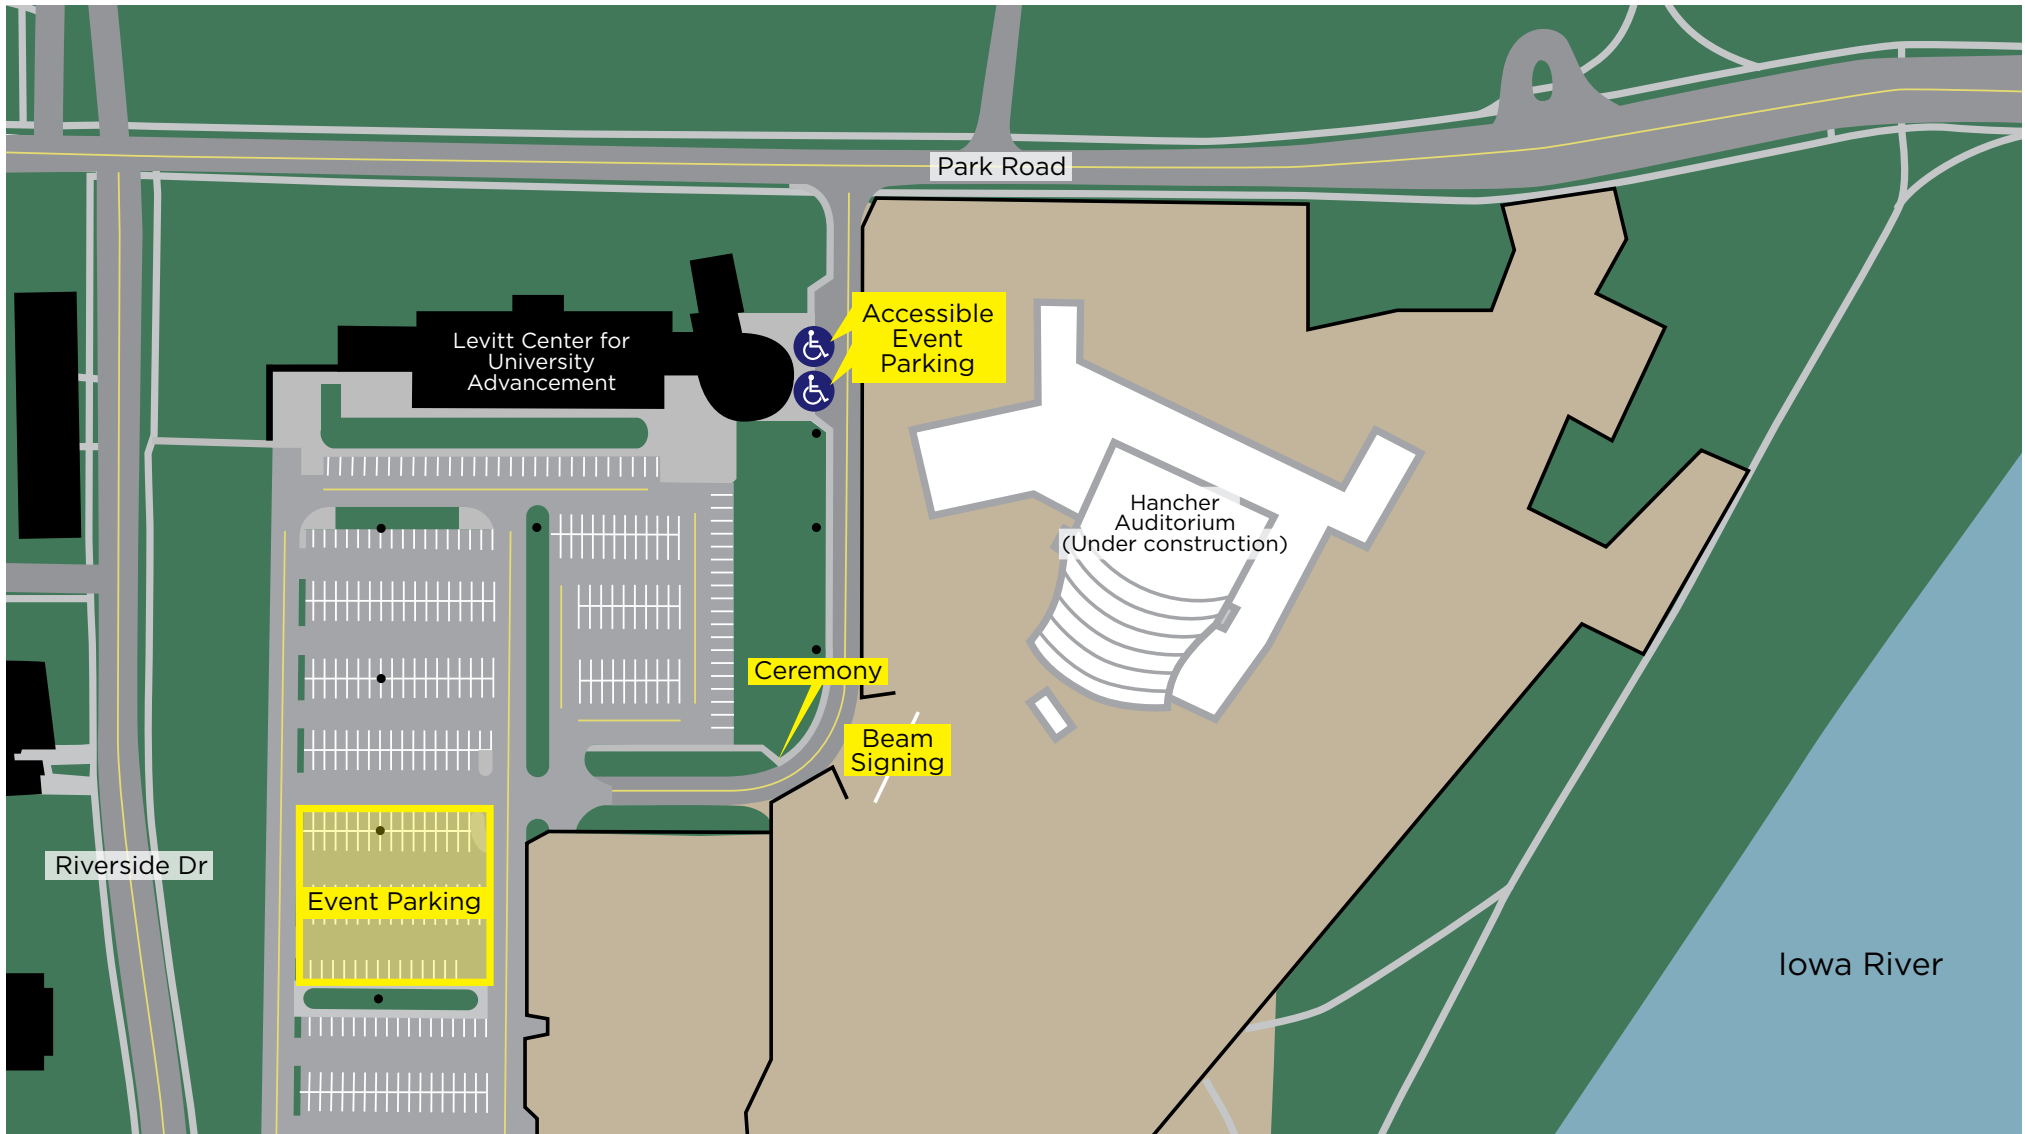 Park Road
Accessible
Event
Parking
Levitt Center for
University
Advancement
Hancher
Auditorium
(Under construction)
Ceremony
Beam
Signing
Riverside Dr
Event Parking
Iowa River